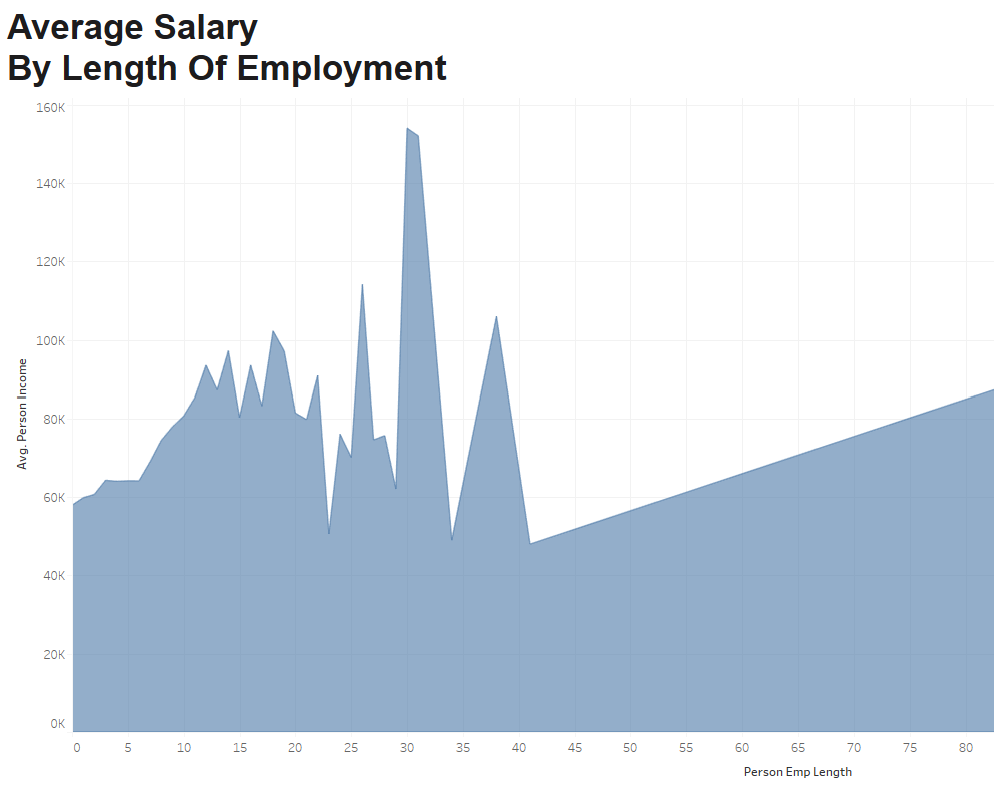 Average Salary
By Length Of Employment
160K
140K
120K
100K
80K
60K
40K
20K
0K
Avg. Person Income
0 5 10 15 20 25 30 35 40 45 50 55 60 65 70 75 80
Person Emp Length